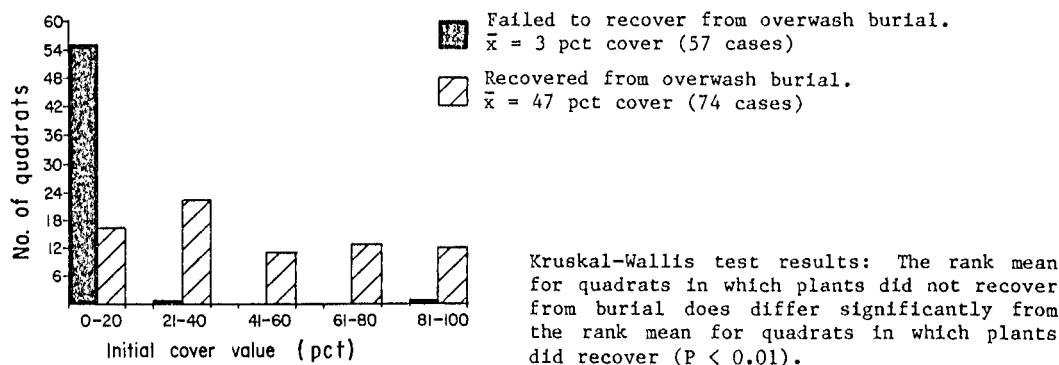 60
54
48
42
36
30
24
18
12
6
No. of quadrats
0-20 21-40 41-60 61-80 81-100
Initial cover value (pct)
Failed to recover from overwash burial.
x̄ = 3 pct cover (57 cases)
Recovered from overwash burial.
x̄ = 47 pct cover (74 cases)
Kruskal-Wallis test results: The rank mean
for quadrats in which plants did not recover
from burial does differ significantly from
the rank mean for quadrats in which plants
did recover (P < 0.01).